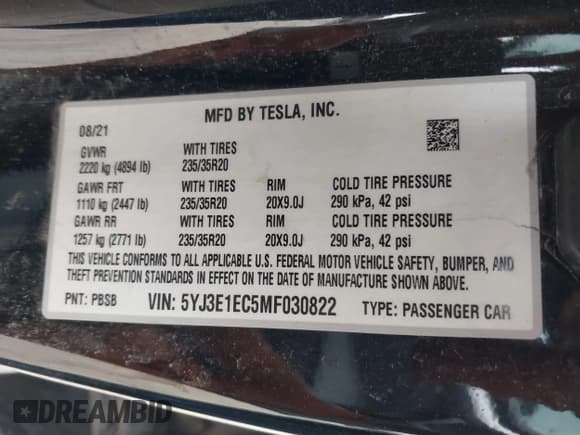 MFD BY TESLA, INC.
08/21
GVWR WITH TIRES
2220 kg (4894 lb) 235/35R20
GAWR FRT WITH TIRES RIM COLD TIRE PRESSURE
1110 kg (2447 lb) 235/35R20 20X9.0J 290 kPa, 42 psi
GAWR RR WITH TIRES RIM COLD TIRE PRESSURE
1257 kg (2771 lb) 235/35R20 20X9.0J 290 kPa, 42 psi
THIS VEHICLE CONFORMS TO ALL APPLICABLE U.S. FEDERAL MOTOR VEHICLE SAFETY, BUMPER, AND
THEFT PREVENTION STANDARDS IN EFFECT ON THE DATE OF MANUFACTURE SHOWN ABOVE.
PNT: PBSB VIN: 5YJ3E1EC5MF030822 TYPE: PASSENGER CAR
DREAMBID